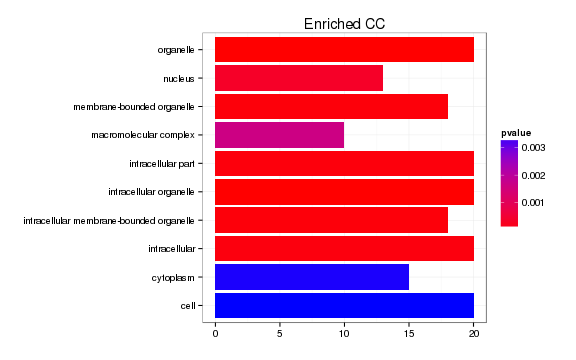 Enriched CC
organelle
nucleus
membrane-bounded organelle
macromolecular complex
intracellular part
intracellular organelle
intracellular membrane-bounded organelle
intracellular
cytoplasm
cell
0 5 10 15 20
pvalue
0.003
0.002
0.001